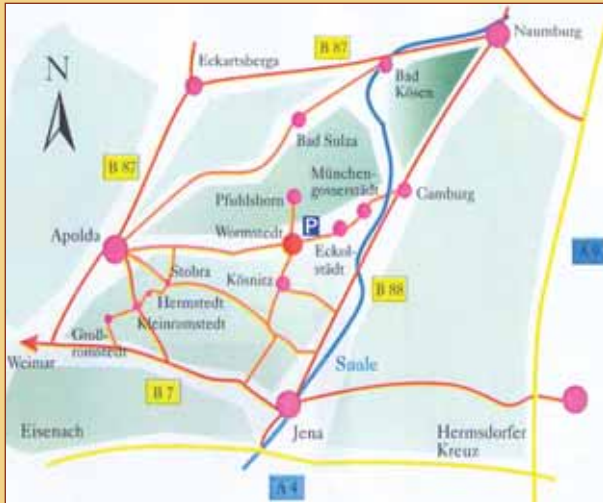 Naumburg
B 87
Eckartsberga
N
Bad
Kösen
Bad Sulza
B 87
München-
gosserstädt
Pfuhlsborn
Camburg
P
Wormstedt
Apolda
Eckol-
städt
A 9
Stobra
Kösnitz
B 88
Hermstedt
Kleinromstedt
Groß-
romstedt
Saale
Weimar
B 7
Jena
Hermsdorfer
Kreuz
Eisenach
A 4